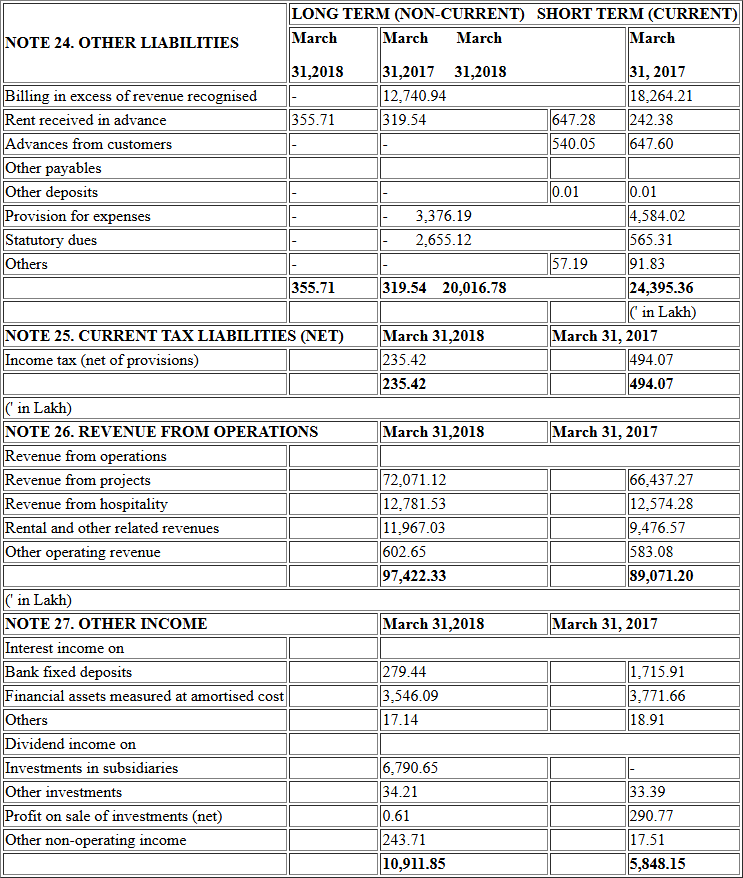 LONG TERM (NON-CURRENT) SHORT TERM (CURRENT)
NOTE 24. OTHER LIABILITIES March March March March
31,2018 31,2017 31,2018 31, 2017
Billing in excess of revenue recognised - 12,740.94 18,264.21
Rent received in advance 355.71 319.54 647.28 242.38
Advances from customers - - 540.05 647.60
Other payables
Other deposits - - 0.01 0.01
Provision for expenses - - 3,376.19 4,584.02
Statutory dues - - 2,655.12 565.31
Others - - 57.19 91.83
355.71 319.54 20,016.78 24,395.36
(' in Lakh)
NOTE 25. CURRENT TAX LIABILITIES (NET) March 31,2018 March 31, 2017
Income tax (net of provisions) 235.42 494.07
235.42 494.07
(' in Lakh)
NOTE 26. REVENUE FROM OPERATIONS March 31,2018 March 31, 2017
Revenue from operations
Revenue from projects 72,071.12 66,437.27
Revenue from hospitality 12,781.53 12,574.28
Rental and other related revenues 11,967.03 9,476.57
Other operating revenue 602.65 583.08
97,422.33 89,071.20
(' in Lakh)
NOTE 27. OTHER INCOME March 31,2018 March 31, 2017
Interest income on
Bank fixed deposits 279.44 1,715.91
Financial assets measured at amortised cost 3,546.09 3,771.66
Others 17.14 18.91
Dividend income on
Investments in subsidiaries 6,790.65 -
Other investments 34.21 33.39
Profit on sale of investments (net) 0.61 290.77
Other non-operating income 243.71 17.51
10,911.85 5,848.15